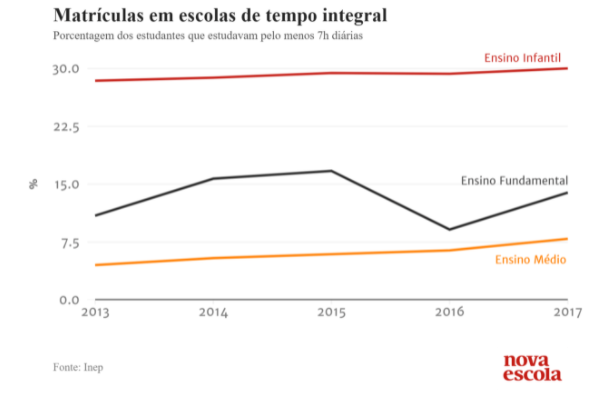 Matrículas em escolas de tempo integral
Porcentagem dos estudantes que estudavam pelo menos 7h diárias
Ensino Infantil
30.0
22.5
Ensino Fundamental
15.0
%
7.5
Ensino Médio
0.0
2013 2014 2015 2016 2017
Fonte: Inep
nova
escola